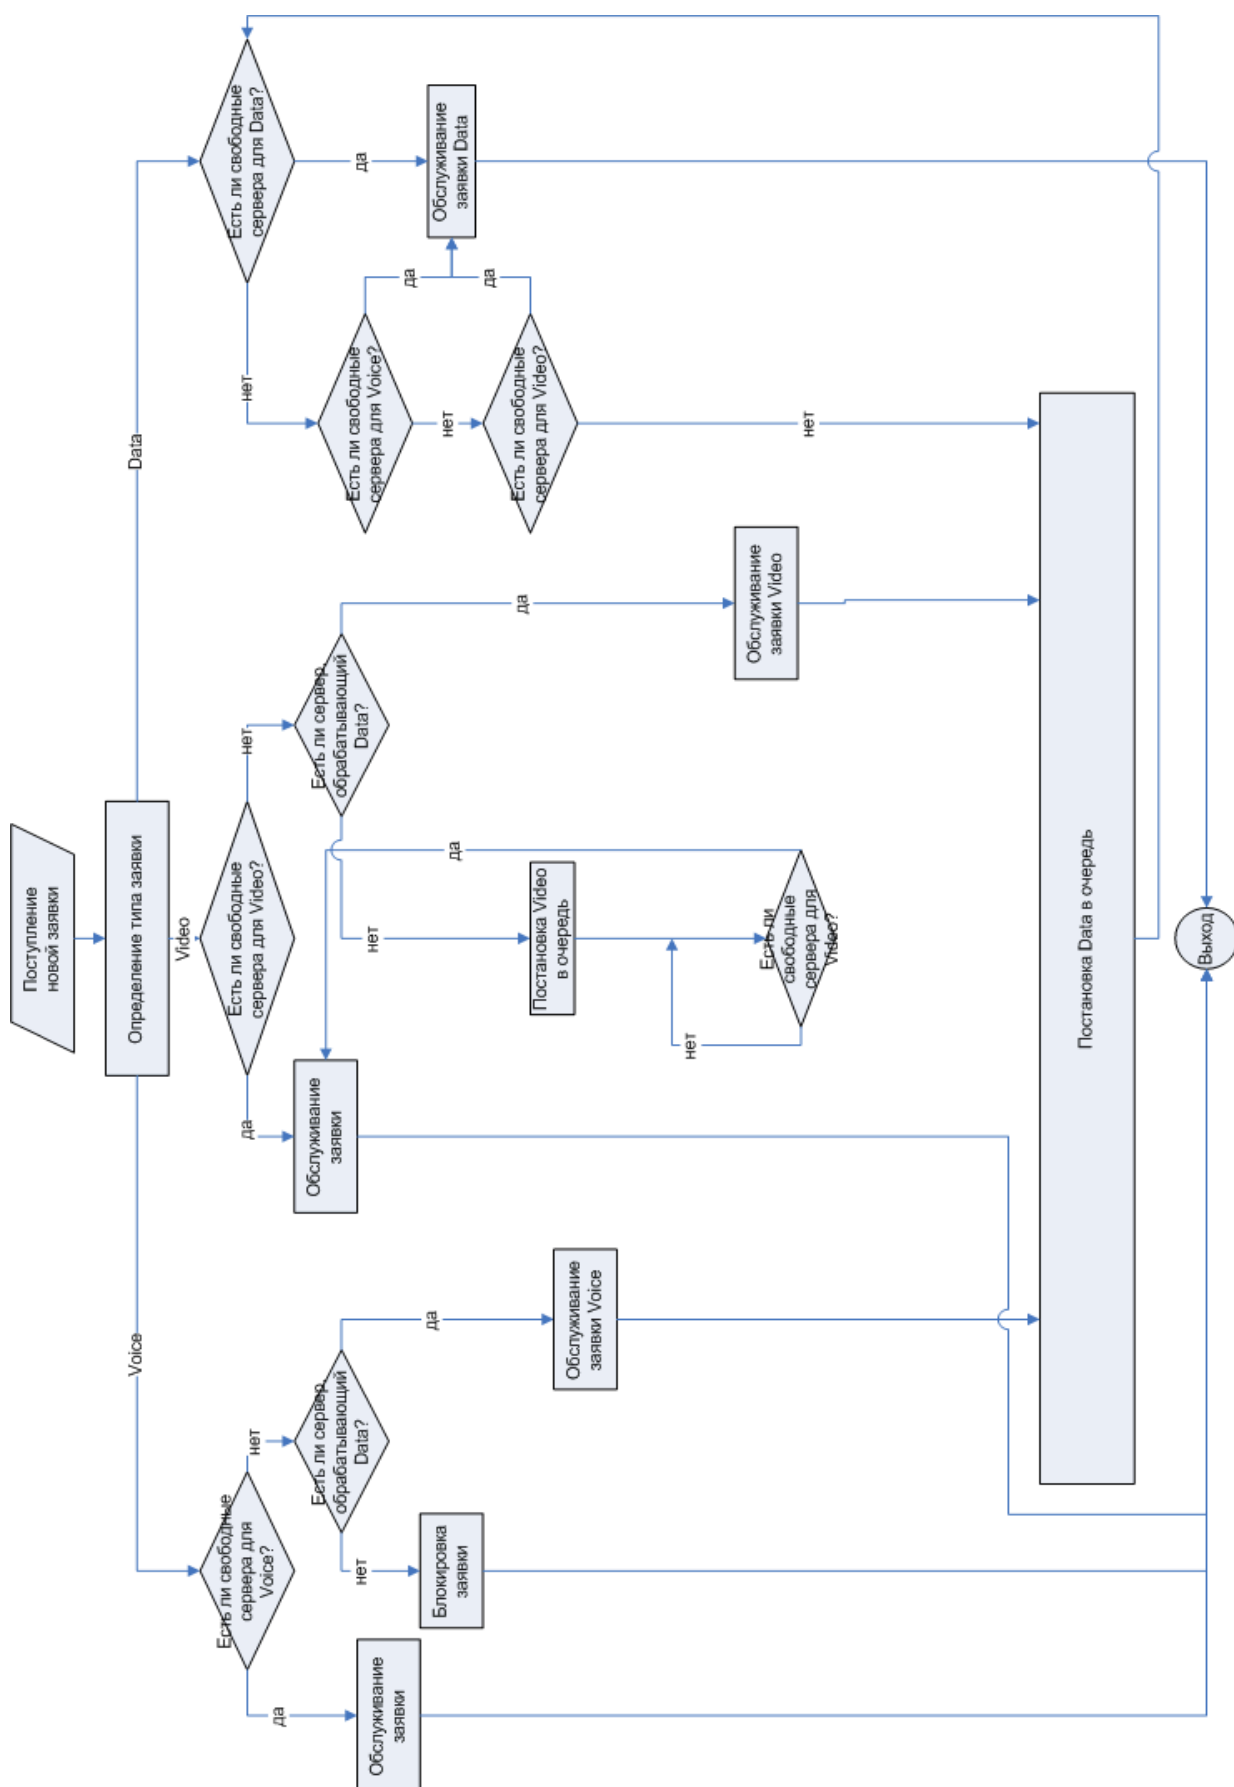 Поступление
новой заявки
Определение типа заявки
Voice
Video
Data
Есть ли свободные
сервера для
Voice?
да
нет
Обслуживание
заявки
Есть ли сервер,
обрабатывающий
Data?
нет
да
Блокировка
заявки
Обслуживание
заявки Voice
Есть ли свободные
сервера для Video?
да
нет
Обслуживание
заявки
Есть ли сервер,
обрабатывающий
Data?
нет
да
Постановка Video
в очередь
Есть ли
свободные
сервера для
Video?
нет
да
Обслуживание
заявки Video
Есть ли свободные
сервера для Data?
нет
да
Есть ли свободные
сервера для Voice?
да
нет
Есть ли свободные
сервера для Video?
да
нет
Обслуживание
заявки Data
Постановка Data в очередь
Выход